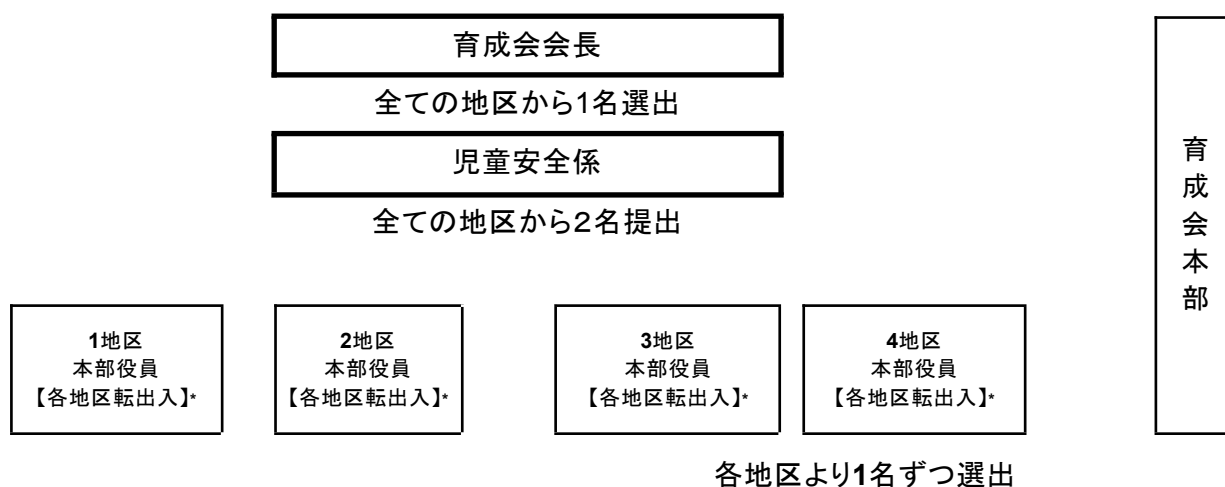 育成会会長
全ての地区から1名選出
児童安全係
全ての地区から2名提出
1地区
本部役員
【各地区転出入】*
2地区
本部役員
【各地区転出入】*
3地区
本部役員
【各地区転出入】*
4地区
本部役員
【各地区転出入】*
各地区より1名ずつ選出
育成会本部